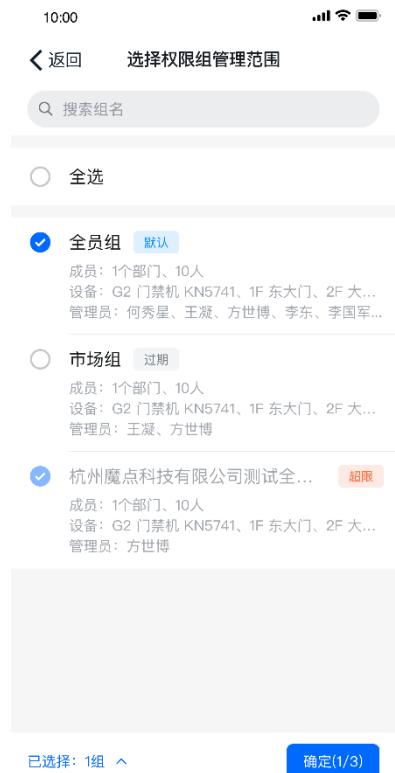 10:00
返回
选择权限组管理范围
搜索组名
全选
全员组 默认
成员：1个部门、10人
设备：G2 门禁机 KN5741、1F 东大门、2F 大...
管理员：何秀星、王凝、方世博、李东、李国军...
市场组 过期
成员：1个部门、10人
设备：G2 门禁机 KN5741、1F 东大门、2F 大...
管理员：王凝、方世博
杭州魔点科技有限公司测试全... 超限
成员：1个部门、10人
设备：G2 门禁机 KN5741、1F 东大门、2F 大...
管理员：方世博
已选择：1组
确定(1/3)